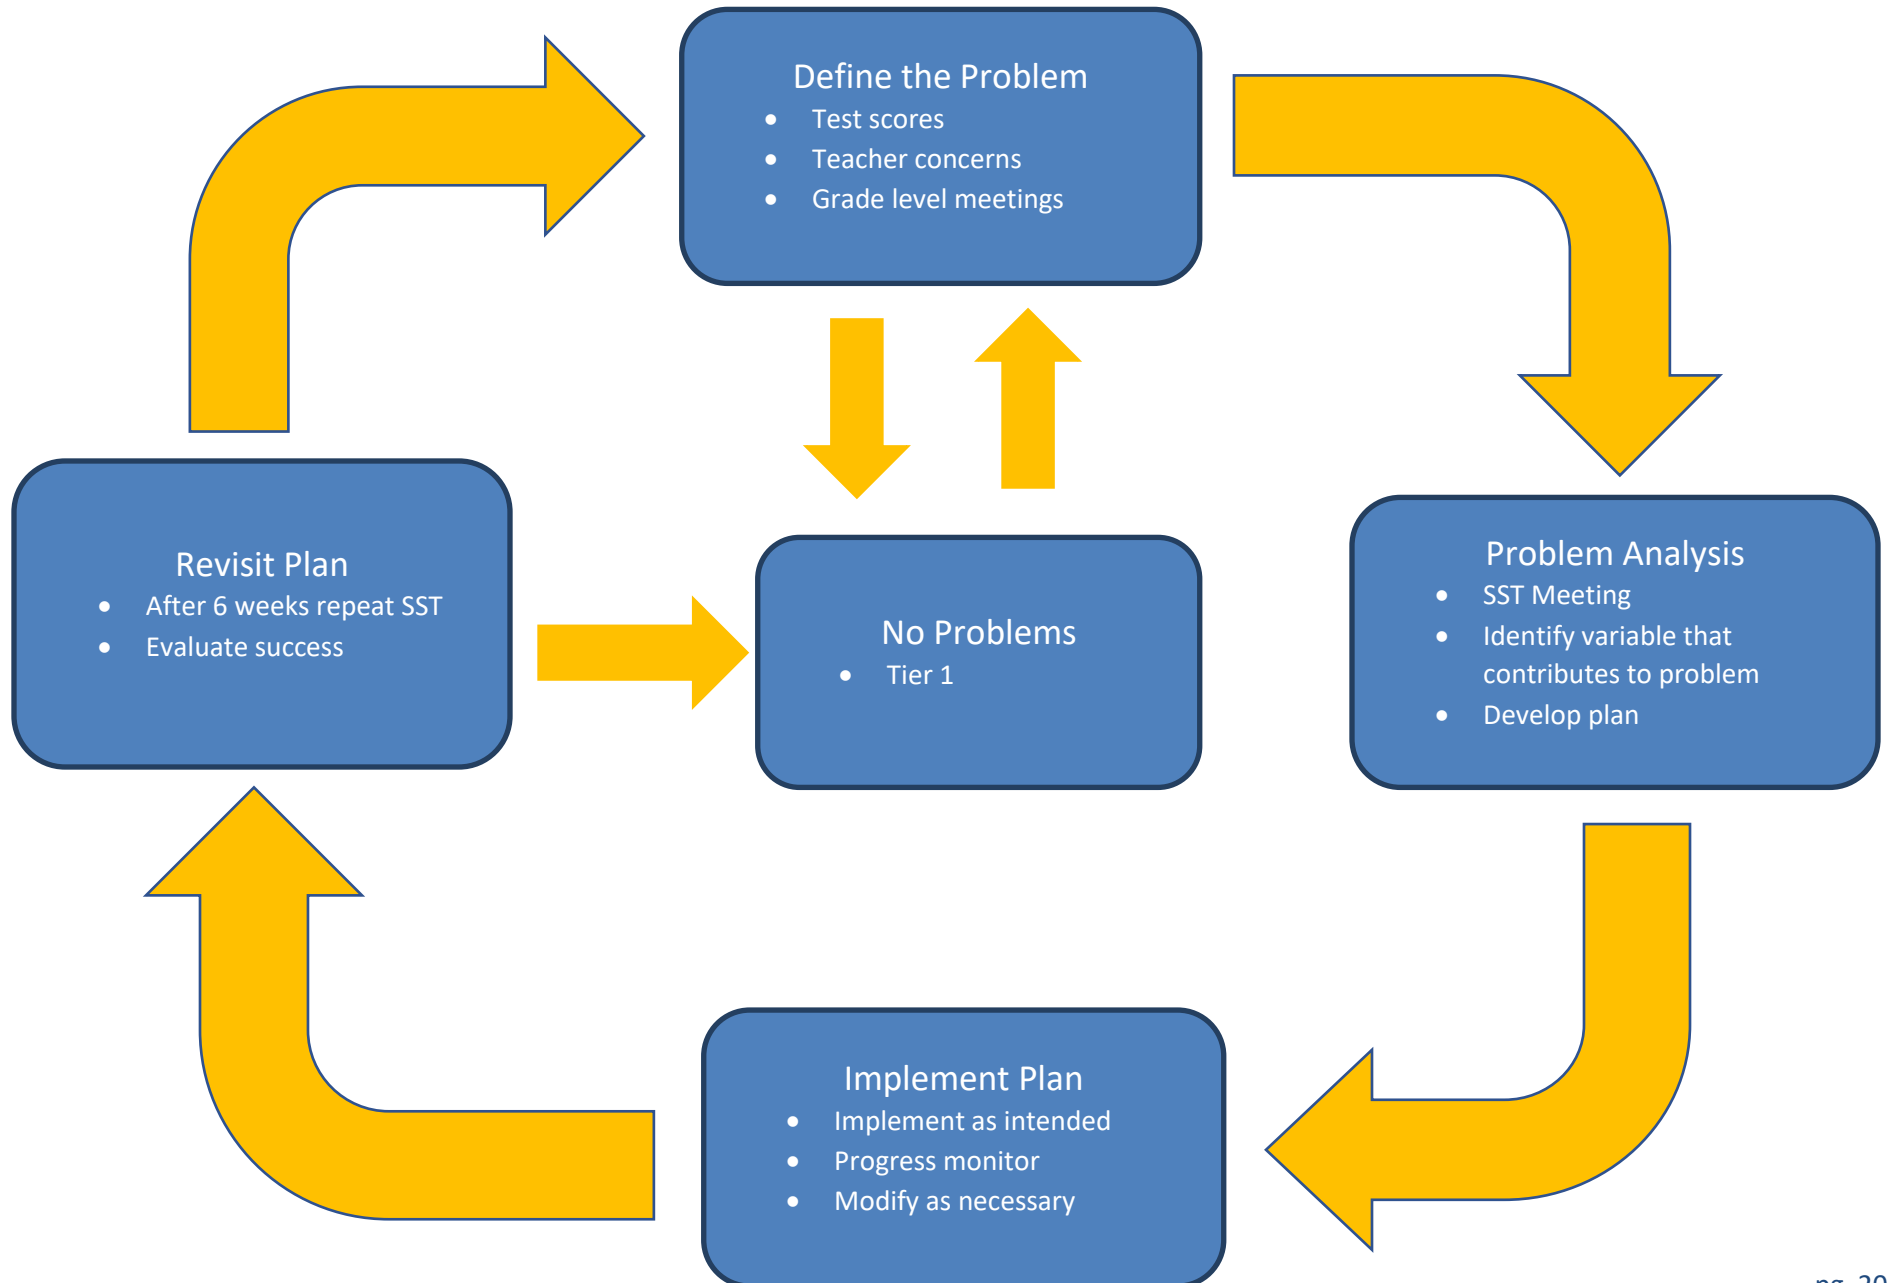 Define the Problem
• Test scores
• Teacher concerns
• Grade level meetings
Revisit Plan
• After 6 weeks repeat SST
• Evaluate success
No Problems
• Tier 1
Problem Analysis
• SST Meeting
• Identify variable that
contributes to problem
• Develop plan
Implement Plan
• Implement as intended
• Progress monitor
• Modify as necessary
pg. 20